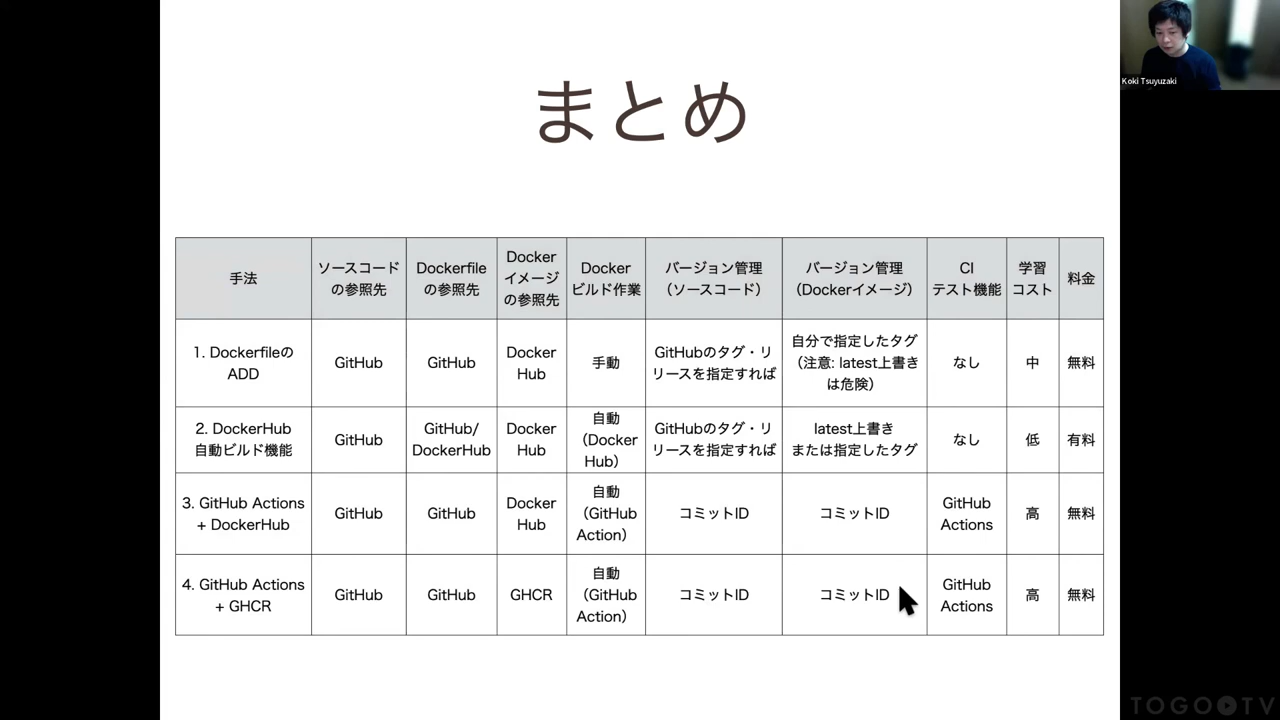 まとめ
Koki Tsuyuzaki
手法
ソースコード
の参照先
Dockerfile
の参照先
Docker
イメージ
の参照先
Docker
ビルド作業
バージョン管理
（ソースコード）
バージョン管理
（Dockerイメージ）
CI
テスト機能
学習
コスト
料金
1. Dockerfileの
ADD
GitHub
GitHub
Docker
Hub
手動
GitHubのタグ・リ
リースを指定すれば
自分で指定したタグ
（注意: latest上書き
は危険）
なし
中
無料
2. DockerHub
自動ビルド機能
GitHub
GitHub/
DockerHub
Docker
Hub
自動
（Docker
Hub）
GitHubのタグ・リ
リースを指定すれば
latest上書き
または指定したタグ
なし
低
有料
3. GitHub Actions
+ DockerHub
GitHub
GitHub
Docker
Hub
自動
（GitHub
Action）
コミットID
コミットID
GitHub
Actions
高
無料
4. GitHub Actions
+ GHCR
GitHub
GitHub
GHCR
自動
（GitHub
Action）
コミットID
コミットID
GitHub
Actions
高
無料
TOGO TV